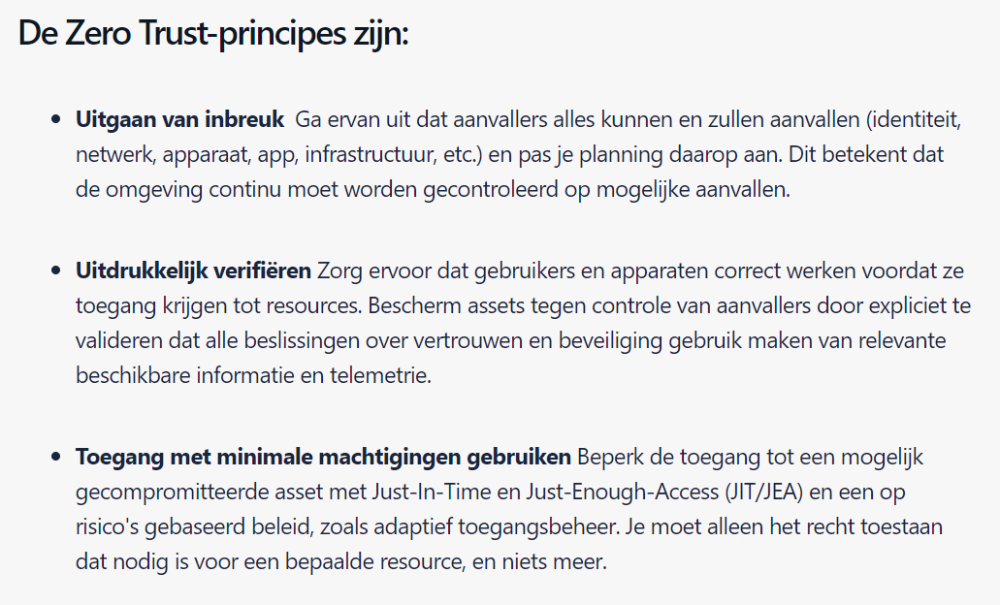 De Zero Trust-principes zijn:
• Uitgaan van inbreuk Ga ervan uit dat aanvallers alles kunnen en zullen aanvallen (identiteit,
netwerk, apparaat, app, infrastructuur, etc.) en pas je planning daarop aan. Dit betekent dat
de omgeving continu moet worden gecontroleerd op mogelijke aanvallen.
• Uitdrukkelijk verifiëren Zorg ervoor dat gebruikers en apparaten correct werken voordat ze
toegang krijgen tot resources. Bescherm assets tegen controle van aanvallers door expliciet te
valideren dat alle beslissingen over vertrouwen en beveiliging gebruik maken van relevante
beschikbare informatie en telemetrie.
• Toegang met minimale machtigingen gebruiken Beperk de toegang tot een mogelijk
gecompromitteerde asset met Just-In-Time en Just-Enough-Access (JIT/JEA) en een op
risico's gebaseerd beleid, zoals adaptief toegangsbeheer. Je moet alleen het recht toestaan
dat nodig is voor een bepaalde resource, en niets meer.